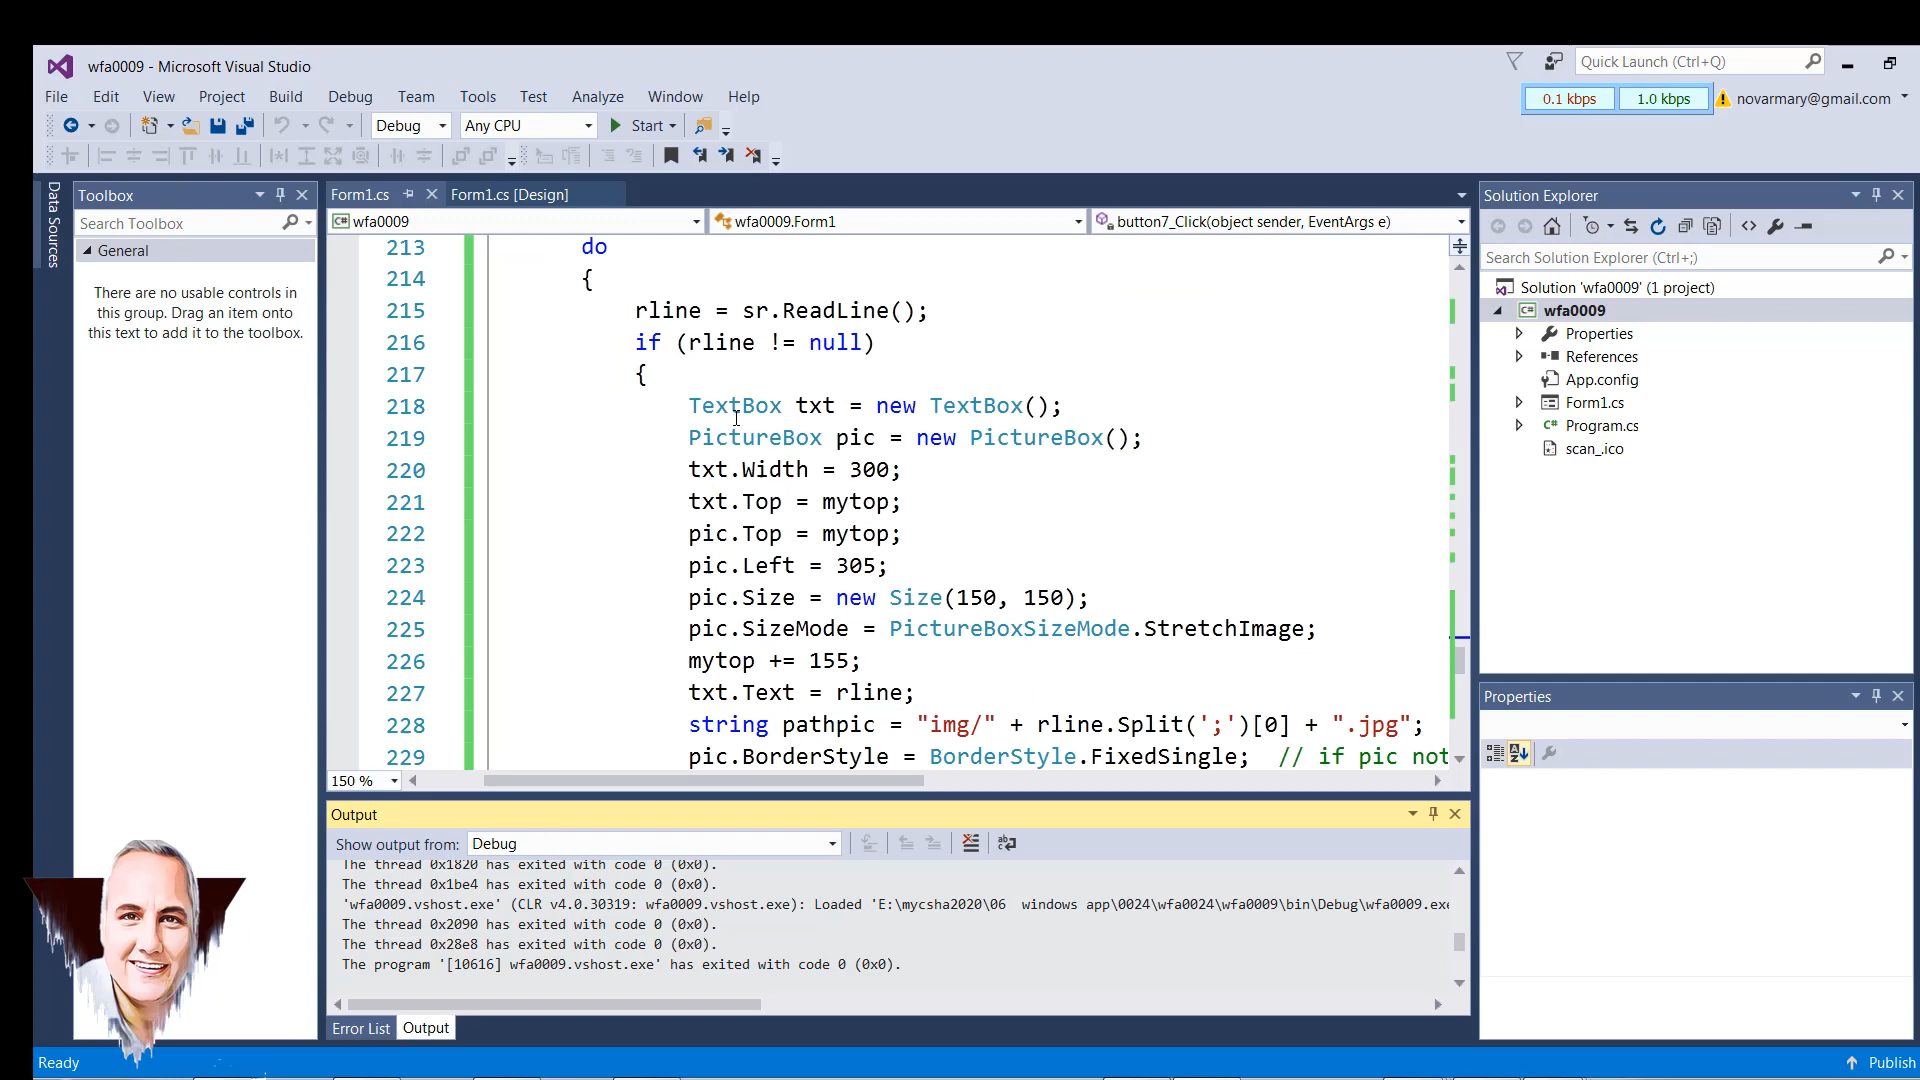 wfa0009 - Microsoft Visual Studio
Quick Launch (Ctrl+Q)
File Edit View Project Build Debug Team Tools Test Analyze Window Help
0.1 kbps 1.0 kbps novarmary@gmail.com
Debug Any CPU Start
Data Sources
Toolbox
Search Toolbox
General
There are no usable controls in
this group. Drag an item onto
this text to add it to the toolbox.
Form1.cs Form1.cs [Design]
wfa0009 wfa0009.Form1 button7_Click(object sender, EventArgs e)
213 do
214 {
215 rline = sr.ReadLine();
216 if (rline != null)
217 {
218 TextBox txt = new TextBox();
219 PictureBox pic = new PictureBox();
220 txt.Width = 300;
221 txt.Top = mytop;
222 pic.Top = mytop;
223 pic.Left = 305;
224 pic.Size = new Size(150, 150);
225 pic.SizeMode = PictureBoxSizeMode.StretchImage;
226 mytop += 155;
227 txt.Text = rline;
228 string pathpic = "img/" + rline.Split(';')[0] + ".jpg";
229 pic.BorderStyle = BorderStyle.FixedSingle; // if pic not
150 %
Output
Show output from: Debug
The thread 0x1820 has exited with code 0 (0x0).
The thread 0x1be4 has exited with code 0 (0x0).
'wfa0009.vshost.exe' (CLR v4.0.30319: wfa0009.vshost.exe): Loaded 'E:\mycsha2020\06 windows app\0024\wfa0024\wfa0009\bin\Debug\wfa0009.exe
The thread 0x2090 has exited with code 0 (0x0).
The thread 0x28e8 has exited with code 0 (0x0).
The program '[10616] wfa0009.vshost.exe' has exited with code 0 (0x0).
Error List Output
Solution Explorer
Search Solution Explorer (Ctrl+;)
Solution 'wfa0009' (1 project)
wfa0009
Properties
References
App.config
Form1.cs
Program.cs
scan_.ico
Properties
Ready
Publish